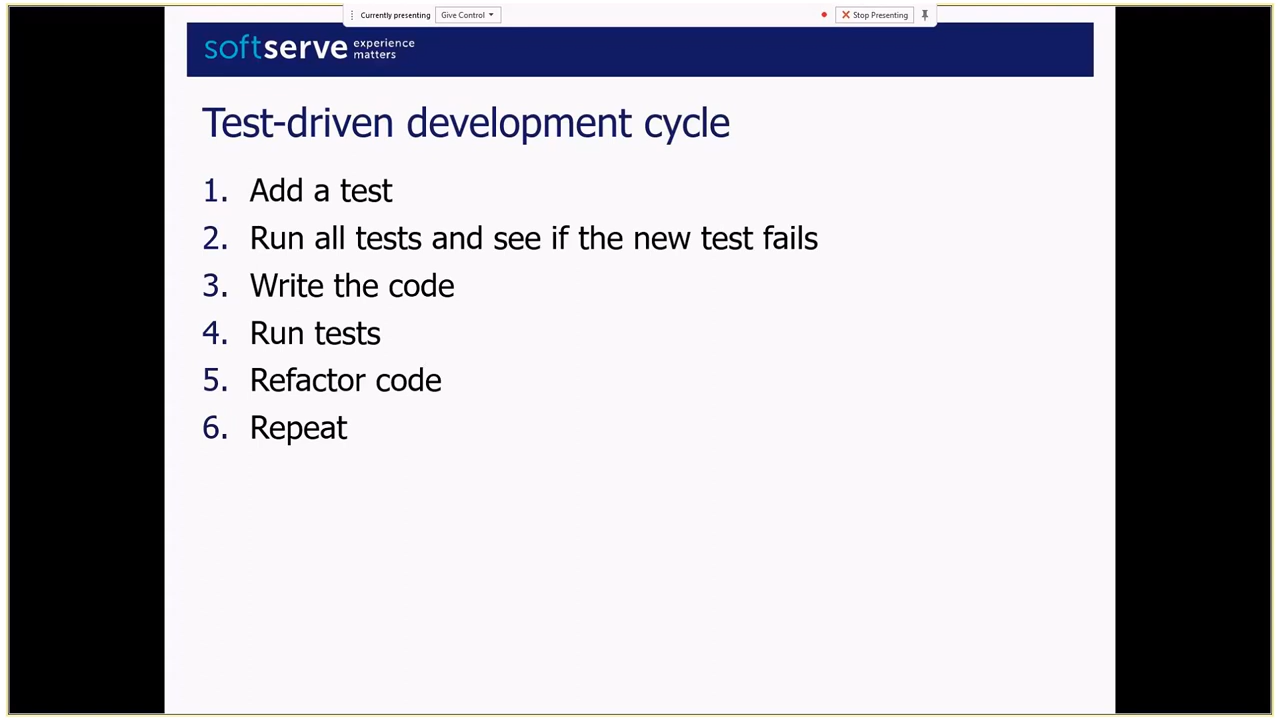 Currently presenting Give Control Stop Presenting
softserve experience matters
Test-driven development cycle
1. Add a test
2. Run all tests and see if the new test fails
3. Write the code
4. Run tests
5. Refactor code
6. Repeat